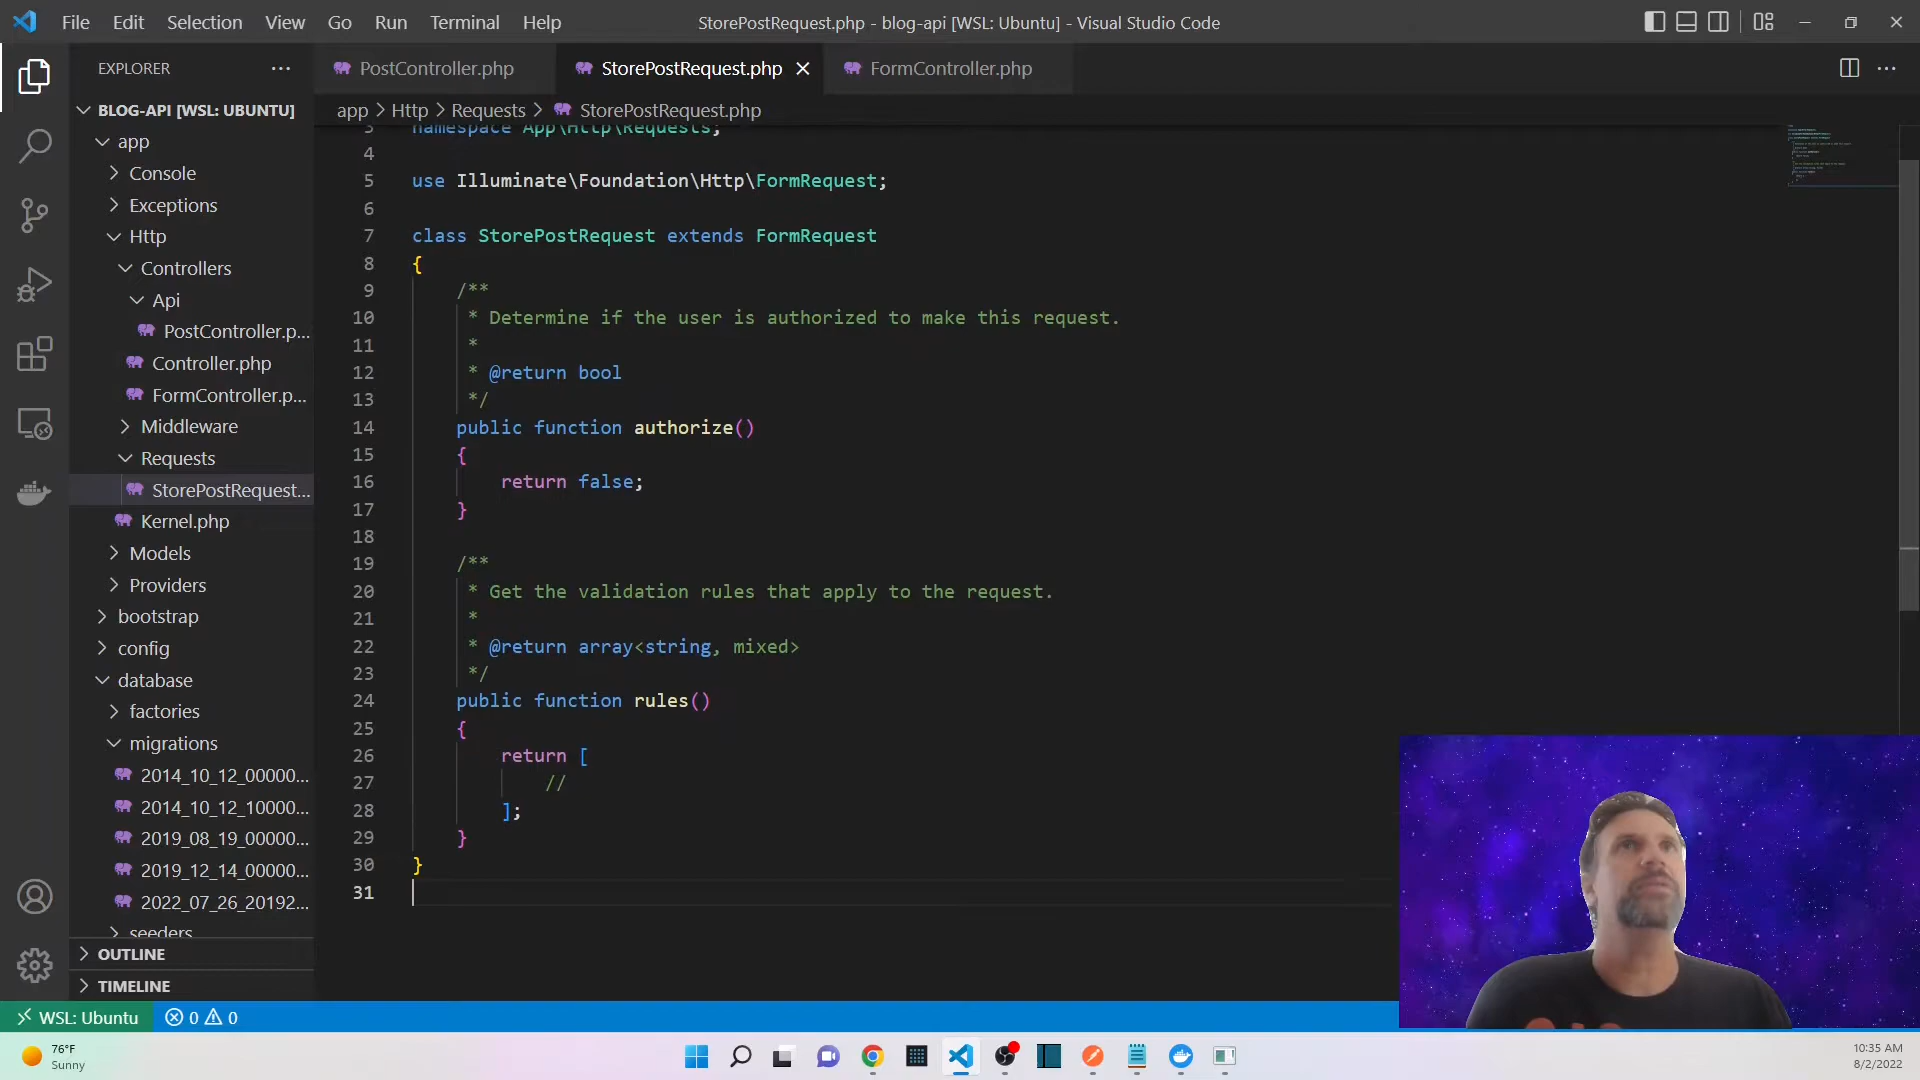 File Edit Selection View Go Run Terminal Help
StorePostRequest.php - blog-api [WSL: Ubuntu] - Visual Studio Code
EXPLORER
BLOG-API [WSL: UBUNTU]
app
Console
Exceptions
Http
Controllers
Api
PostController.p...
Controller.php
FormController.p...
Middleware
Requests
StorePostRequest...
Kernel.php
Models
Providers
bootstrap
config
database
factories
migrations
2014_10_12_00000...
2014_10_12_10000...
2019_08_19_00000...
2019_12_14_00000...
2022_07_26_20192...
seeders
OUTLINE
TIMELINE
PostController.php StorePostRequest.php FormController.php
app > Http > Requests > StorePostRequest.php
3 namespace App\Http\Requests;
4
5 use Illuminate\Foundation\Http\FormRequest;
6
7 class StorePostRequest extends FormRequest
8 {
9 /**
10 * Determine if the user is authorized to make this request.
11 *
12 * @return bool
13 */
14 public function authorize()
15 {
16 return false;
17 }
18
19 /**
20 * Get the validation rules that apply to the request.
21 *
22 * @return array<string, mixed>
23 */
24 public function rules()
25 {
26 return [
27 //
28 ];
29 }
30 }
31
WSL: Ubuntu 0 0
76°F
Sunny
10:35 AM
8/2/2022